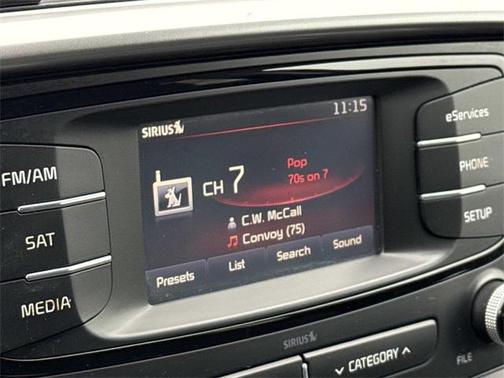 11:15
SIRIUS
eServices
FM/AM
Pop
70s on 7
CH 7
PHONE
C.W. McCall
Convoy (75)
SAT
SETUP
Presets
List
Search
Sound
MEDIA
SIRIUS
CATEGORY
FILE